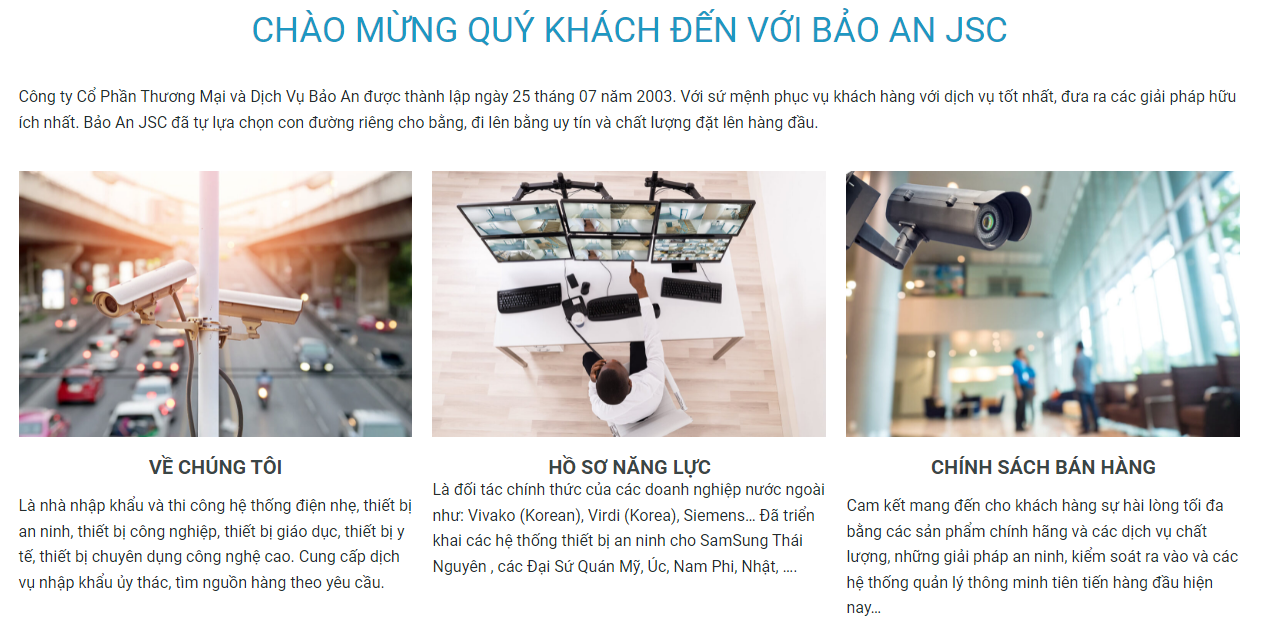 CHÀO MỪNG QUÝ KHÁCH ĐẾN VỚI BẢO AN JSC
Công ty Cổ Phần Thương Mại và Dịch Vụ Bảo An được thành lập ngày 25 tháng 07 năm 2003. Với sứ mệnh phục vụ khách hàng với dịch vụ tốt nhất, đưa ra các giải pháp hữu
ích nhất. Bảo An JSC đã tự lựa chọn con đường riêng cho bằng, đi lên bằng uy tín và chất lượng đặt lên hàng đầu.
VỀ CHÚNG TÔI
Là nhà nhập khẩu và thi công hệ thống điện nhẹ, thiết bị
an ninh, thiết bị công nghiệp, thiết bị giáo dục, thiết bị y
tế, thiết bị chuyên dụng công nghệ cao. Cung cấp dịch
vụ nhập khẩu ủy thác, tìm nguồn hàng theo yêu cầu.
HỒ SƠ NĂNG LỰC
Là đối tác chính thức của các doanh nghiệp nước ngoài
như: Vivako (Korean), Virdi (Korea), Siemens… Đã triển
khai các hệ thống thiết bị an ninh cho SamSung Thái
Nguyên , các Đại Sứ Quán Mỹ, Úc, Nam Phi, Nhật, ….
CHÍNH SÁCH BÁN HÀNG
Cam kết mang đến cho khách hàng sự hài lòng tối đa
bằng các sản phẩm chính hãng và các dịch vụ chất
lượng, những giải pháp an ninh, kiểm soát ra vào và các
hệ thống quản lý thông minh tiên tiến hàng đầu hiện
nay…